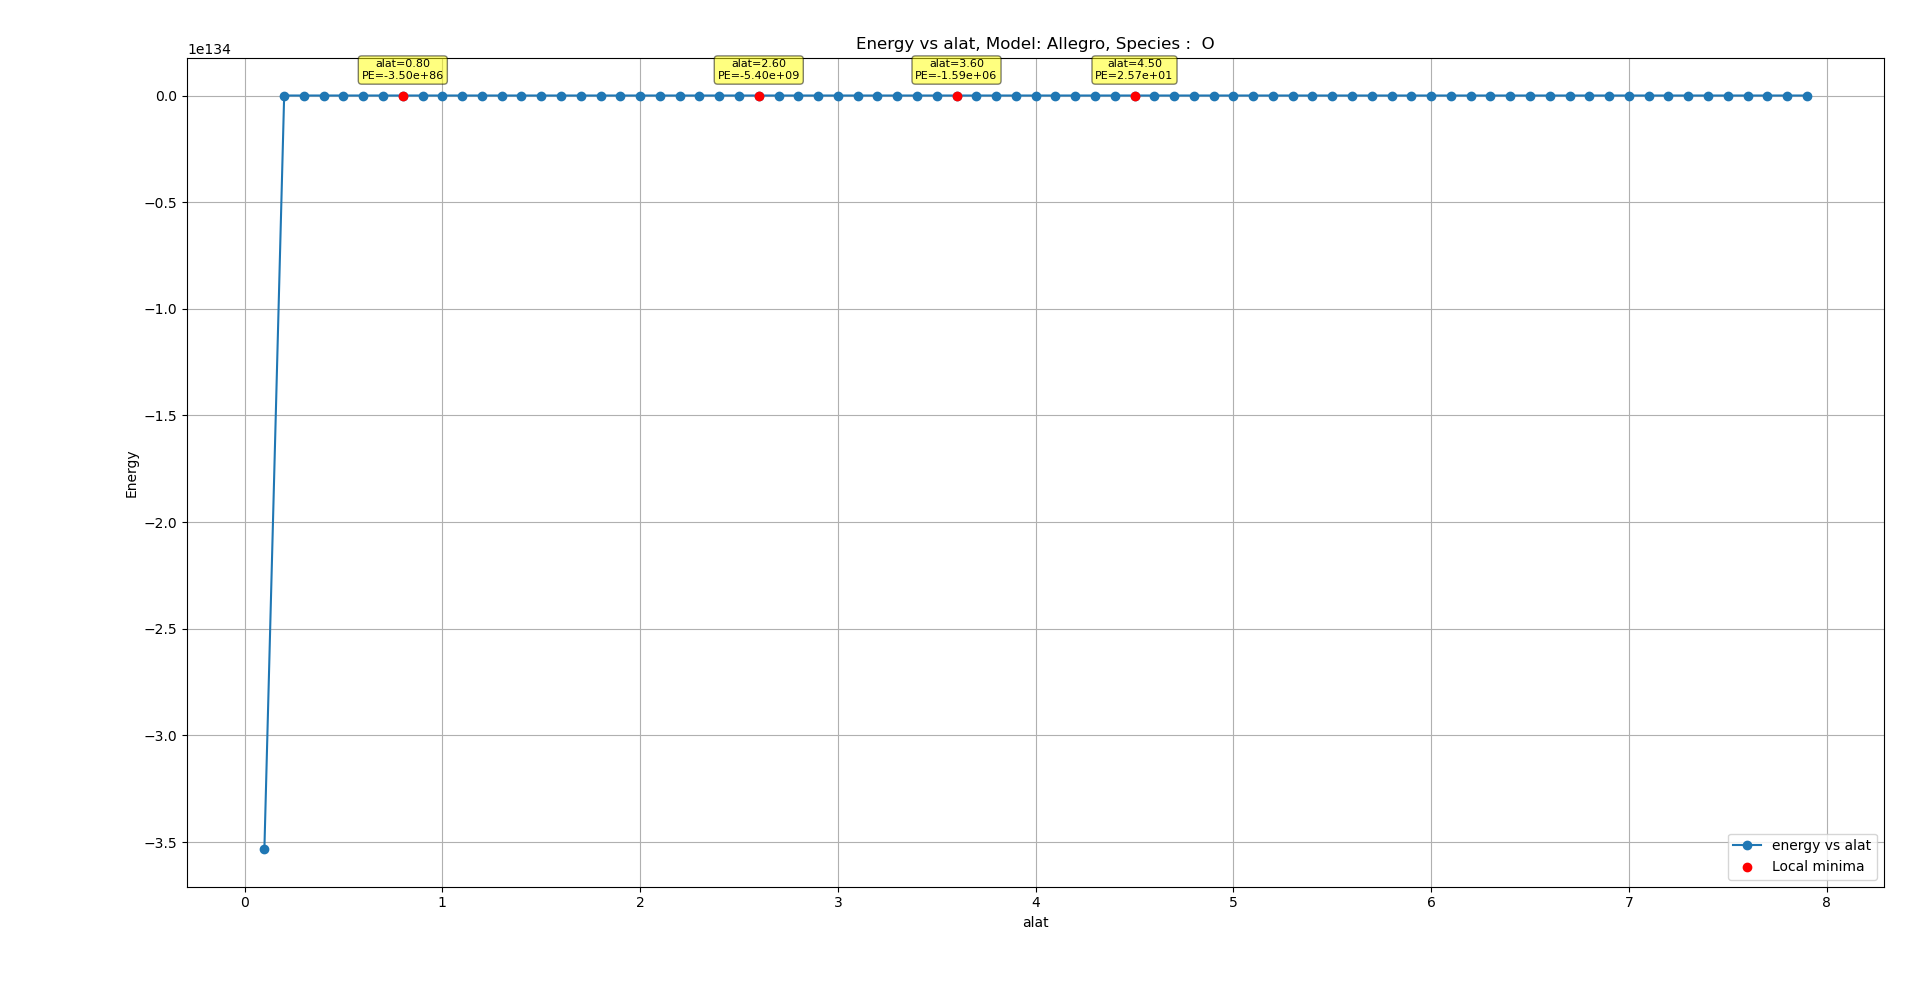 Energy vs alat, Model: Allegro, Species :  O
1e134
alat=0.80
PE=-3.50e+86
alat=2.60
PE=-5.40e+09
alat=3.60
PE=-1.59e+06
alat=4.50
PE=2.57e+01
0.0
−0.5
−1.0
−1.5
−2.0
−2.5
−3.0
−3.5
Energy
energy vs alat
Local minima
0 1 2 3 4 5 6 7 8
alat